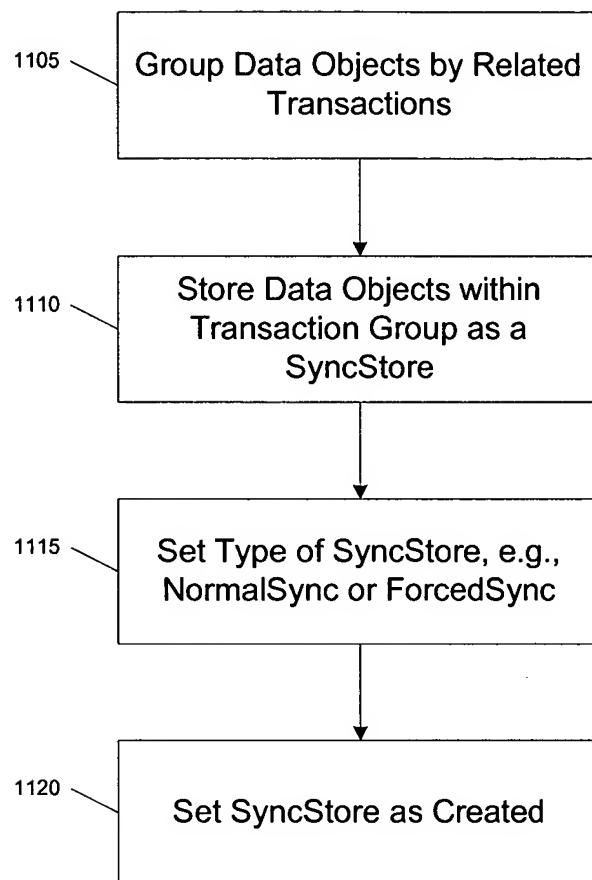 1105
Group Data Objects by Related
Transactions
1110
Store Data Objects within
Transaction Group as a
SyncStore
1115
Set Type of SyncStore, e.g.,
NormalSync or ForcedSync
1120
Set SyncStore as Created